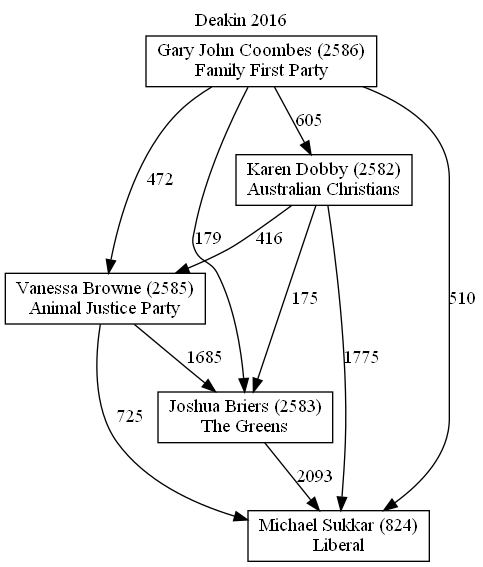 Deakin 2016
Gary John Coombes (2586)
Family First Party
605
Karen Dobby (2582)
Australian Christians
472
179
416
Vanessa Browne (2585)
Animal Justice Party
175
510
1685
1775
Joshua Briers (2583)
The Greens
725
2093
Michael Sukkar (824)
Liberal